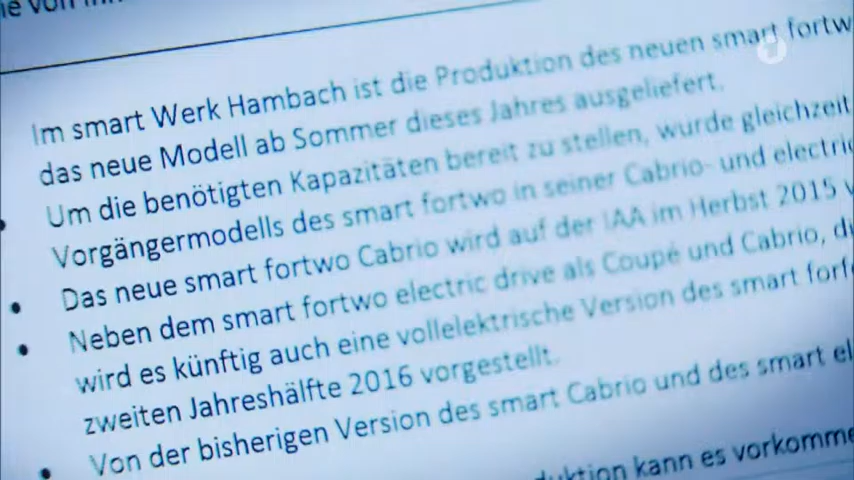 ie von
Im smart Werk Hambach ist die Produktion des neuen smart fortw
das neue Modell ab Sommer dieses Jahres ausgeliefert.
• Um die benötigten Kapazitäten bereit zu stellen, wurde gleichzeit
Vorgängermodells des smart fortwo in seiner Cabrio- und electric
• Das neue smart fortwo Cabrio wird auf der IAA im Herbst 2015 v
• Neben dem smart fortwo electric drive als Coupé und Cabrio, d
wird es künftig auch eine vollelektrische Version des smart forf
zweiten Jahreshälfte 2016 vorgestellt.
• Von der bisherigen Version des smart Cabrio und des smart el
duktion kann es vorkomme